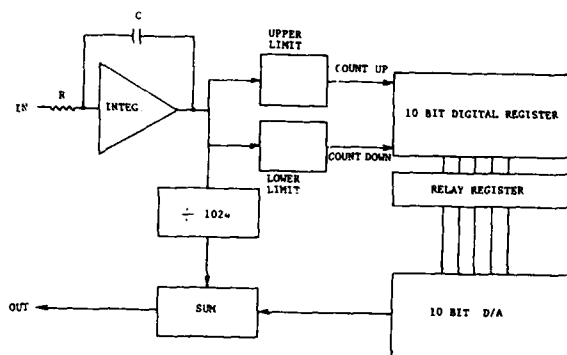 C
UPPER
LIMIT
COUNT UP
R
IN
INTEG
10 BIT DIGITAL REGISTER
COUNT DOWN
LOWER
LIMIT
RELAY REGISTER
÷
SUM
OUT
10 BIT D/A